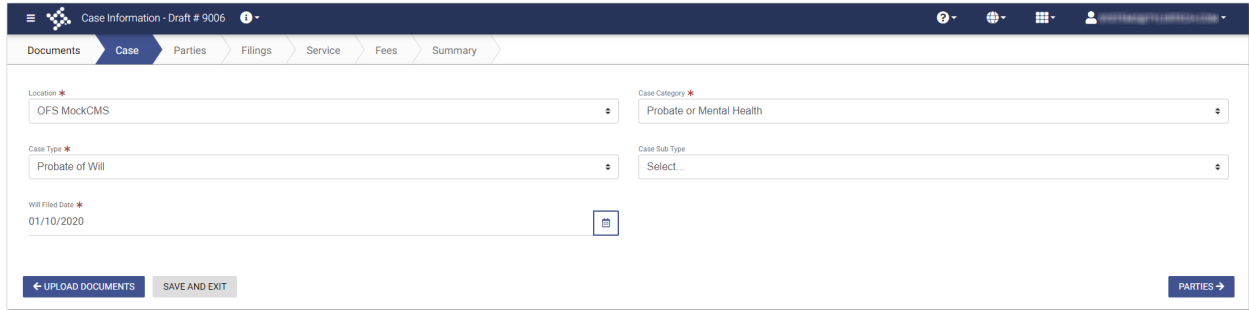 Case Information - Draft # 9006
Documents Case Parties Filings Service Fees Summary
Location * Case Category *
OFS MockCMS Probate or Mental Health
Case Type * Case Sub Type
Probate of Will Select...
Will Filed Date *
01/10/2020
← UPLOAD DOCUMENTS SAVE AND EXIT PARTIES →